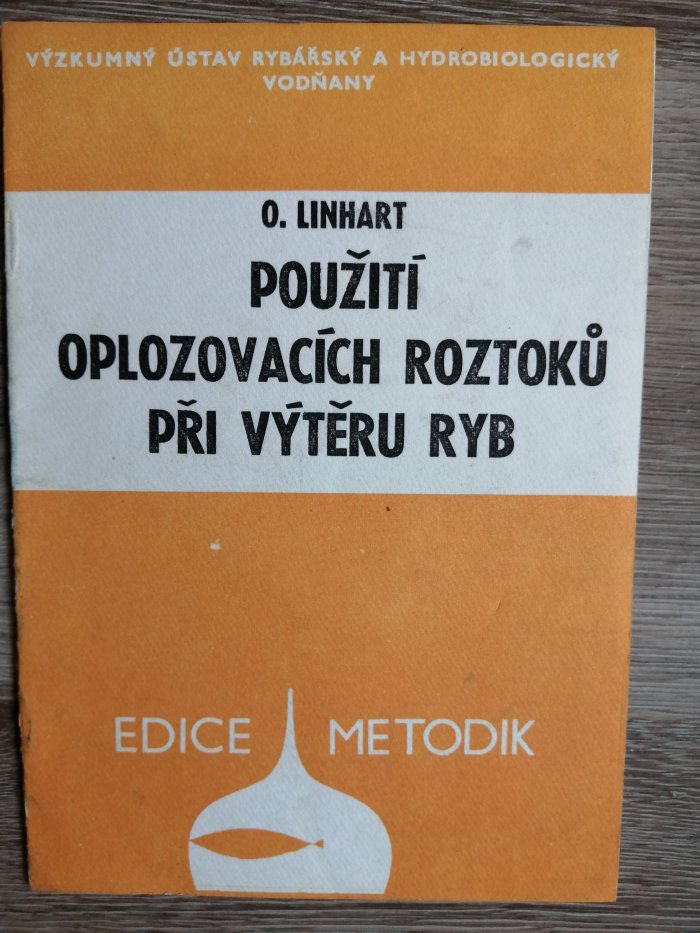 VÝZKUMNÝ ÚSTAV RYBÁŘSKÝ A HYDROBIOLOGICKÝ
VODŇANY
O. LINHART
POUŽITÍ
OPLOZOVACÍCH ROZTOKŮ
PŘI VÝTĚRU RYB
EDICE METODIK